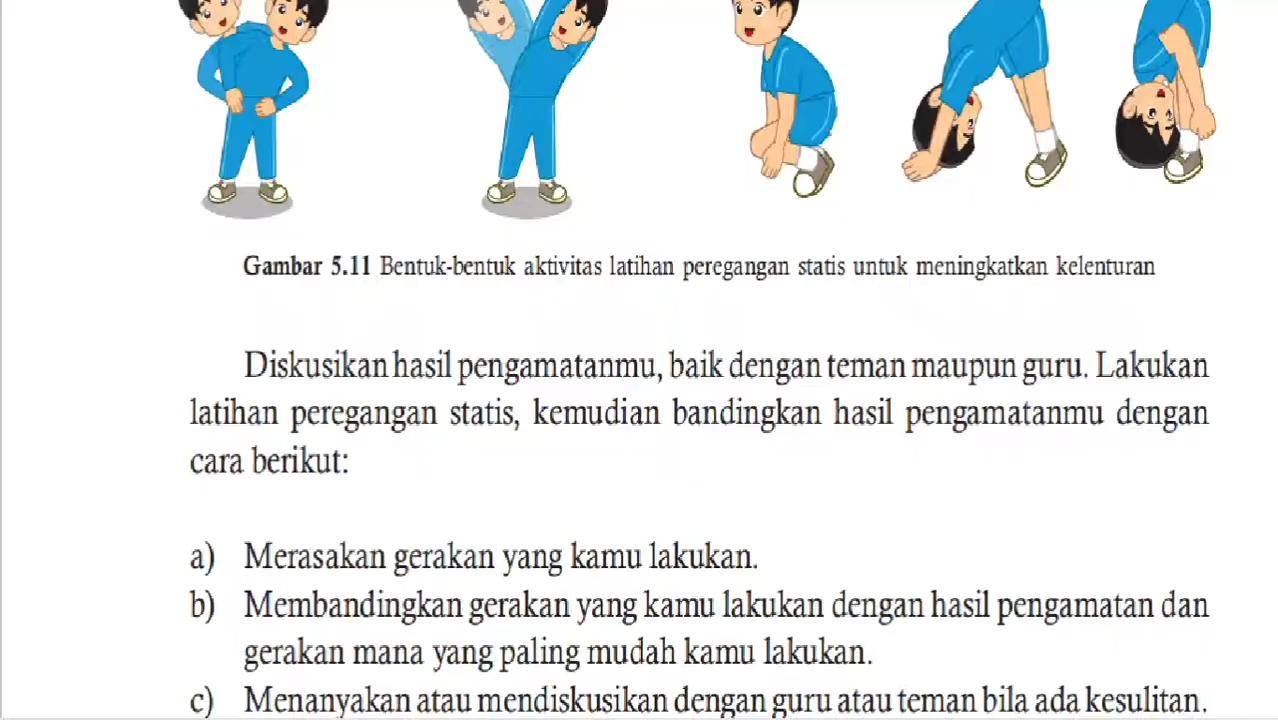 Gambar 5.11 Bentuk-bentuk aktivitas latihan peregangan statis untuk meningkatkan kelenturan
Diskusikan hasil pengamatanmu, baik dengan teman maupun guru. Lakukan
latihan peregangan statis, kemudian bandingkan hasil pengamatanmu dengan
cara berikut:
a) Merasakan gerakan yang kamu lakukan.
b) Membandingkan gerakan yang kamu lakukan dengan hasil pengamatan dan
gerakan mana yang paling mudah kamu lakukan.
c) Menanyakan atau mendiskusikan dengan guru atau teman bila ada kesulitan.